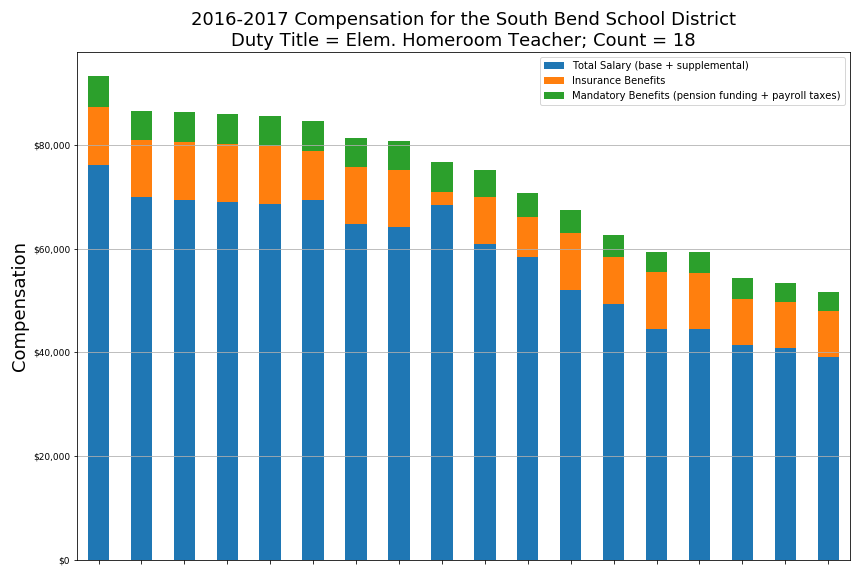 2016-2017 Compensation for the South Bend School District
Duty Title = Elem. Homeroom Teacher; Count = 18
Total Salary (base + supplemental)
Insurance Benefits
Mandatory Benefits (pension funding + payroll taxes)
$80,000
$60,000
$40,000
$20,000
$0
Compensation